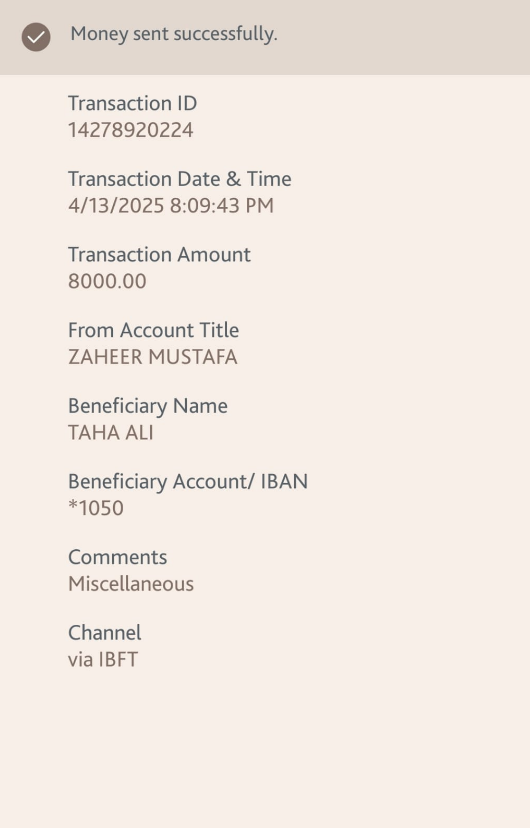 Money sent successfully.
Transaction ID
14278920224
Transaction Date & Time
4/13/2025 8:09:43 PM
Transaction Amount
8000.00
From Account Title
ZAHEER MUSTAFA
Beneficiary Name
TAHA ALI
Beneficiary Account/ IBAN
*1050
Comments
Miscellaneous
Channel
via IBFT